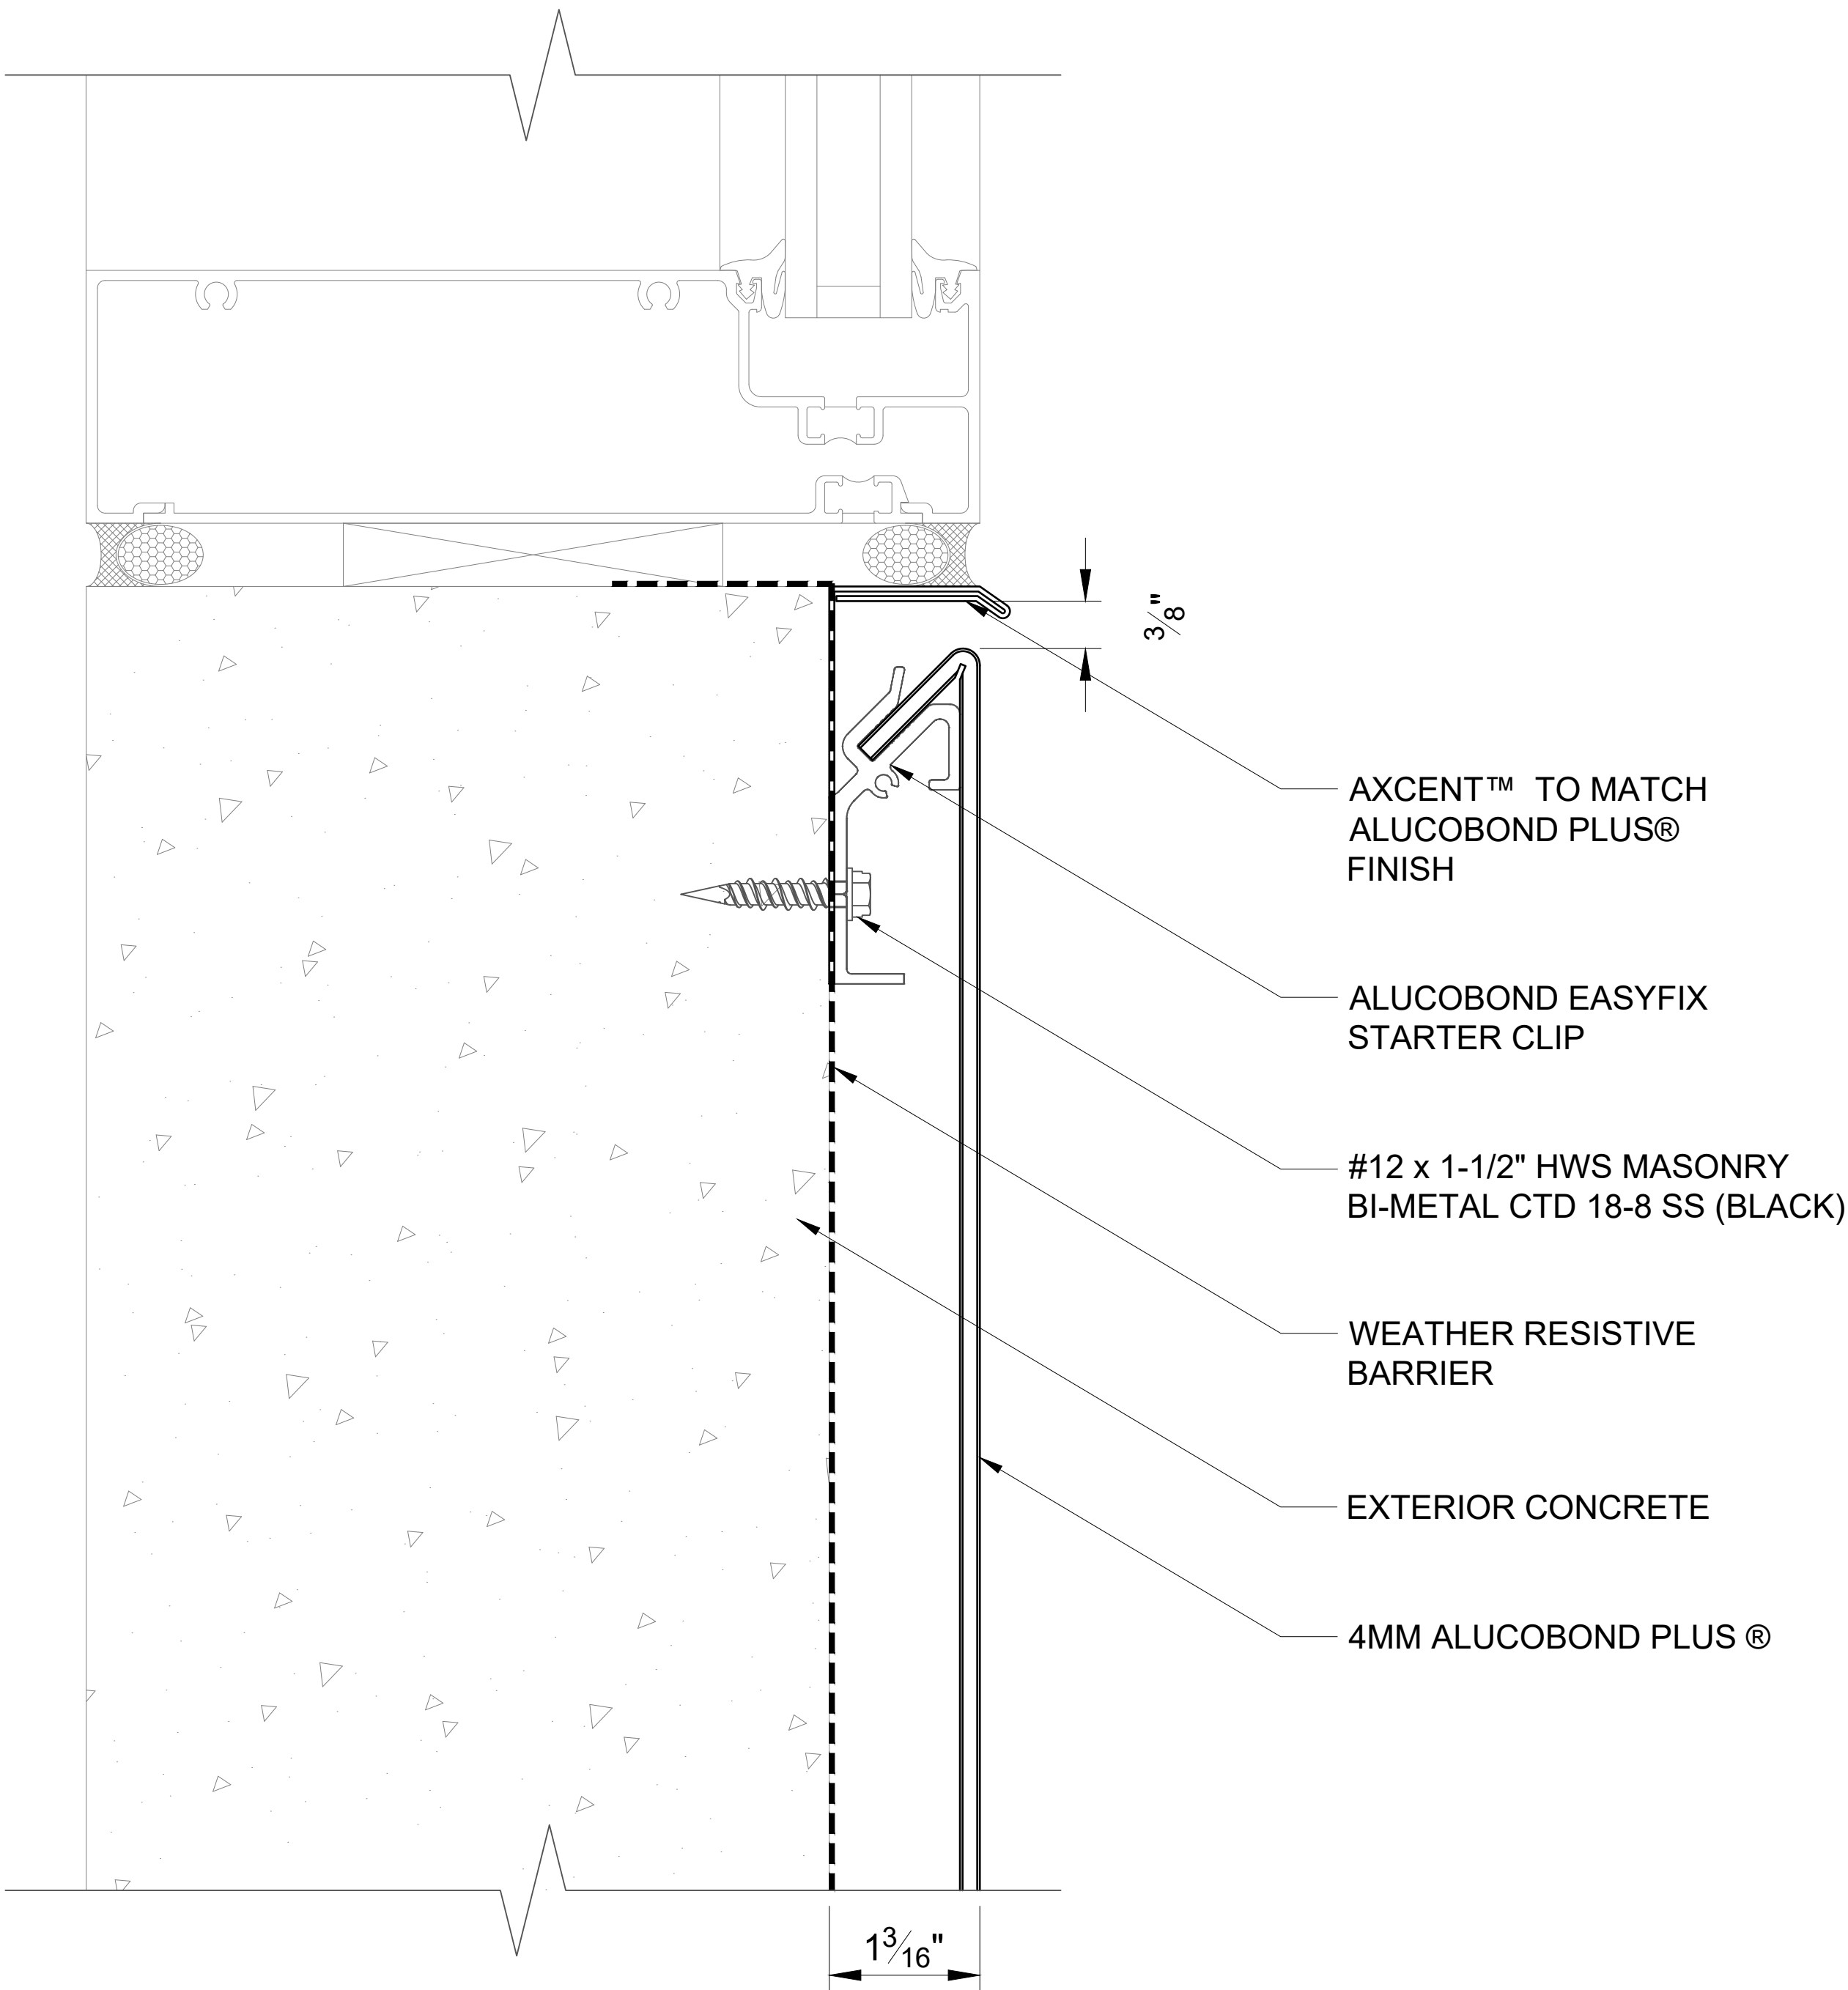 3/8"
AXCENT™ TO MATCH
ALUCOBOND PLUS®
FINISH
ALUCOBOND EASYFIX
STARTER CLIP
#12 x 1-1/2" HWS MASONRY
BI-METAL CTD 18-8 SS (BLACK)
WEATHER RESISTIVE
BARRIER
EXTERIOR CONCRETE
4MM ALUCOBOND PLUS ®
1 3/16"